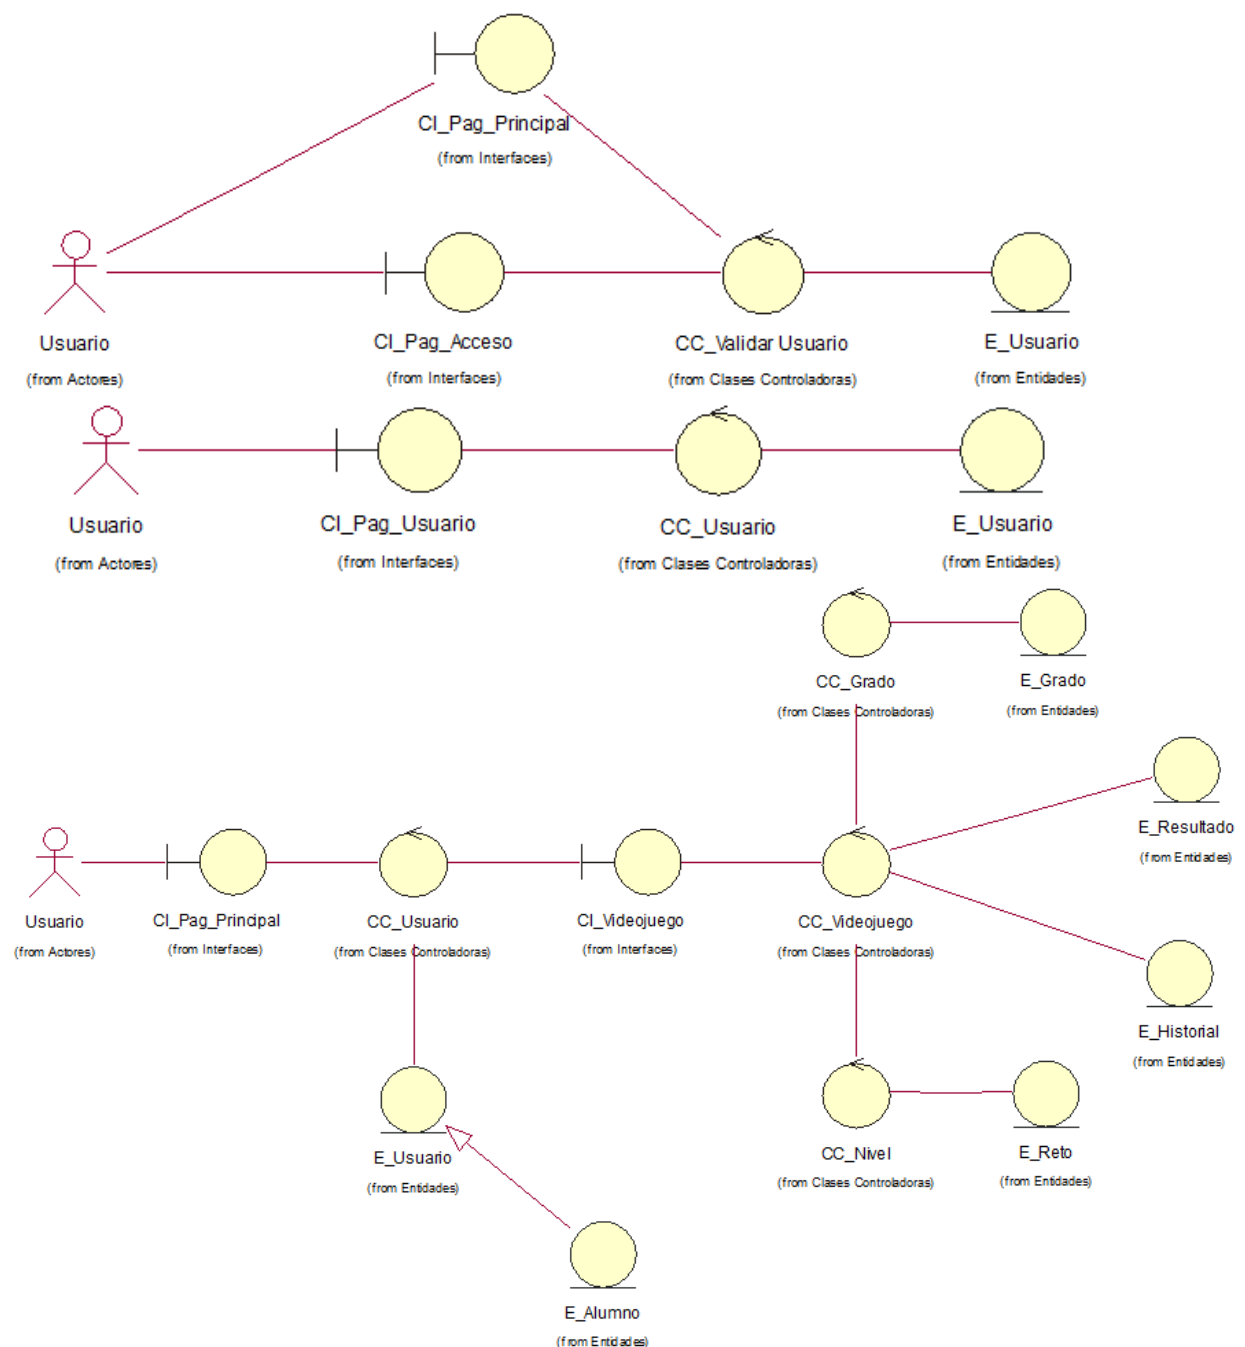 CI_Pag_Principal
(from Interfaces)
Usuario
(from Actores)
CI_Pag_Acceso
(from Interfaces)
CC_Validar Usuario
(from Clases Controladoras)
E_Usuario
(from Entidades)
Usuario
(from Actores)
CI_Pag_Usuario
(from Interfaces)
CC_Usuario
(from Clases Controladoras)
E_Usuario
(from Entidades)
CC_Grado
(from Clases Controladoras)
E_Grado
(from Entidades)
E_Resultado
(from Entidades)
Usuario
(from Actores)
CI_Pag_Principal
(from Interfaces)
CC_Usuario
(from Clases Controladoras)
CI_Videojuego
(from Interfaces)
CC_Videojuego
(from Clases Controladoras)
E_Historial
(from Entidades)
E_Usuario
(from Entidades)
CC_Nivel
(from Clases Controladoras)
E_Reto
(from Entidades)
E_Alumno
(from Entidades)